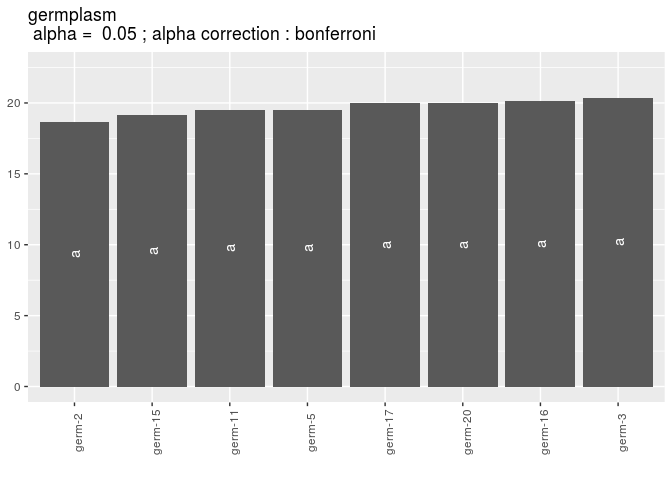 germplasm
alpha =  0.05 ; alpha correction : bonferroni
20
15
10
5
0
a a a a a a a a
germ-2 germ-15 germ-11 germ-5 germ-17 germ-20 germ-16 germ-3